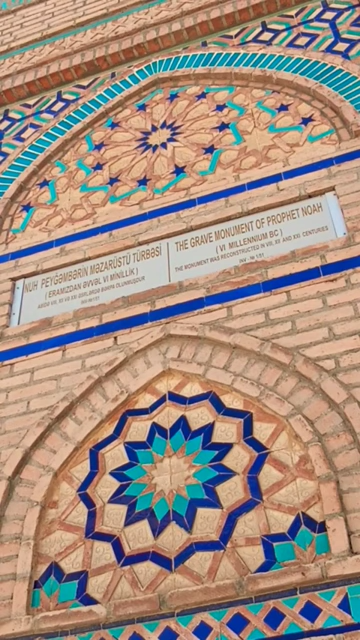 NUH PEYĞƏMBƏRİN MƏZARÜSTÜ TÜRBƏSİ
( ERAMIZDAN ƏVVƏL VI MİNİLLİK )
THE GRAVE MONUMENT OF PROPHET NOAH
( VI MILLENNIUM BC )
THE MONUMENT WAS RECONSTRUCTED IN VIII, XII AND XXI CENTURIES